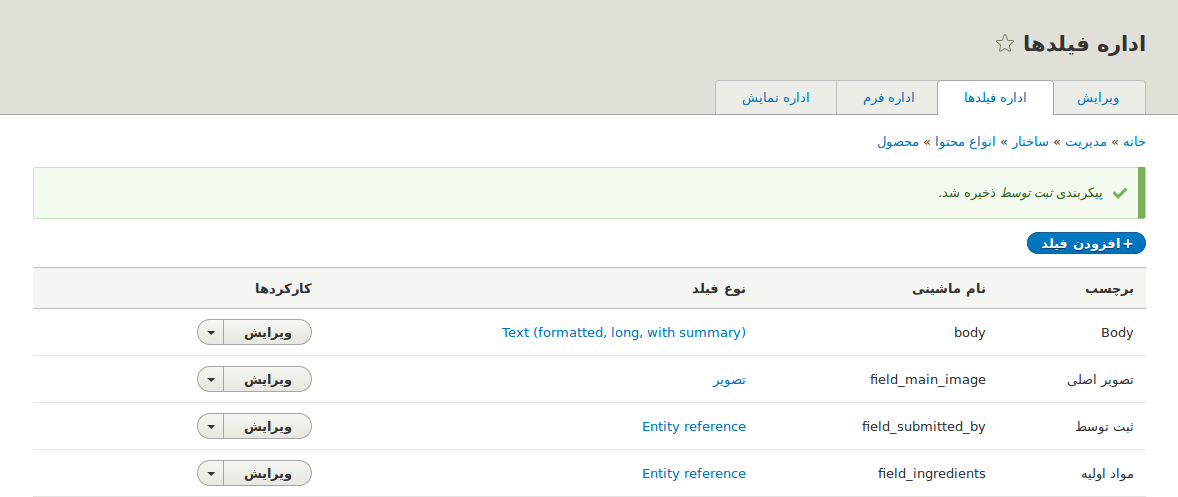 اداره فیلدها
ویرایش اداره فیلدها اداره فرم اداره نمایش
خانه » مدیریت » ساختار » انواع محتوا » محصول
پیکربندی ثبت توسط ذخیره شد.
+افزودن فیلد
برچسب نام ماشینی نوع فیلد کارکردها
Body body Text (formatted, long, with summary) ویرایش
تصویر اصلی field_main_image تصویر ویرایش
ثبت توسط field_submitted_by Entity reference ویرایش
مواد اولیه field_ingredients Entity reference ویرایش